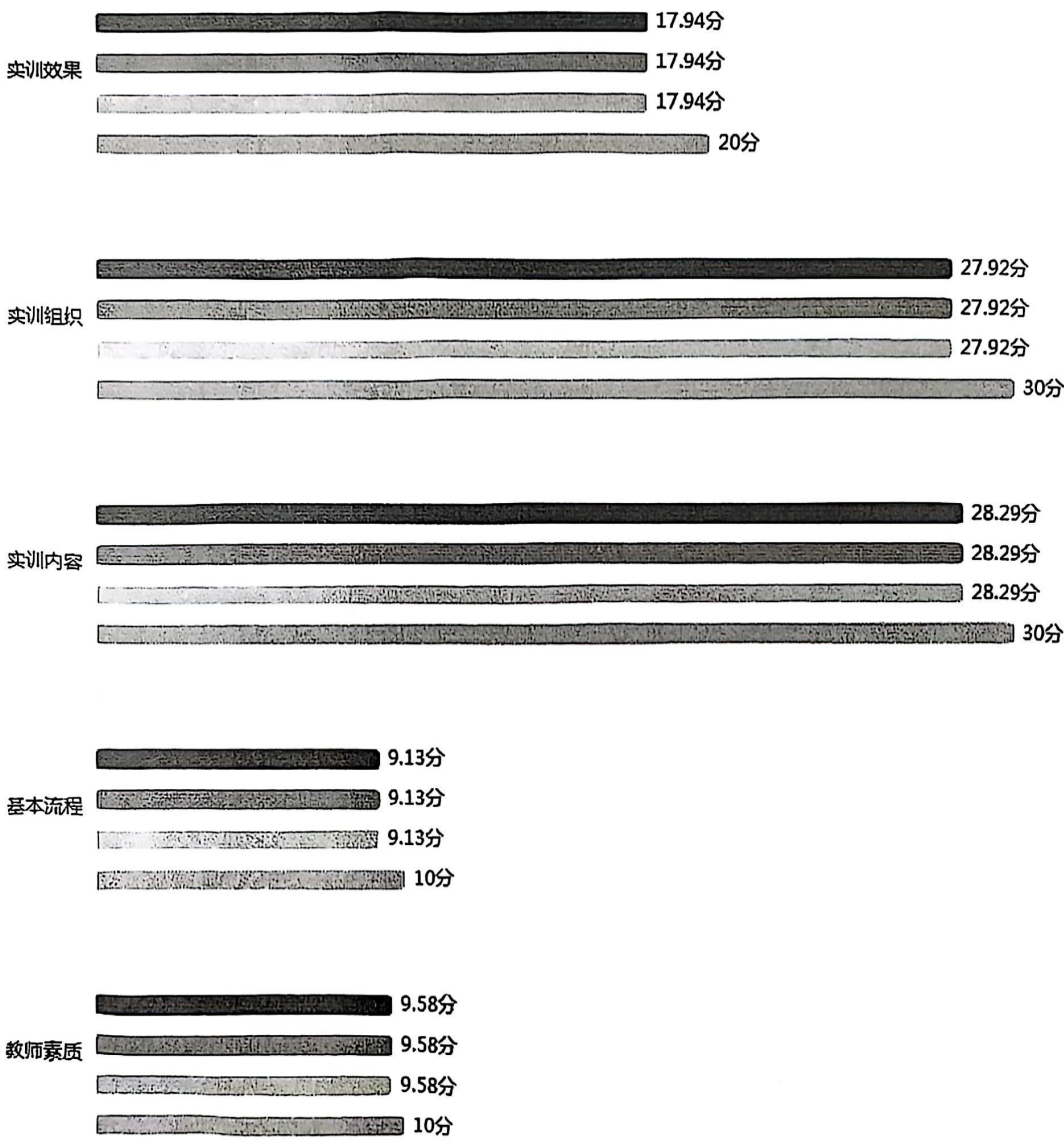 17.94分
实训效果
17.94分
17.94分
20分
27.92分
实训组织
27.92分
27.92分
30分
28.29分
实训内容
28.29分
28.29分
30分
9.13分
基本流程
9.13分
9.13分
10分
9.58分
教师素质
9.58分
9.58分
10分